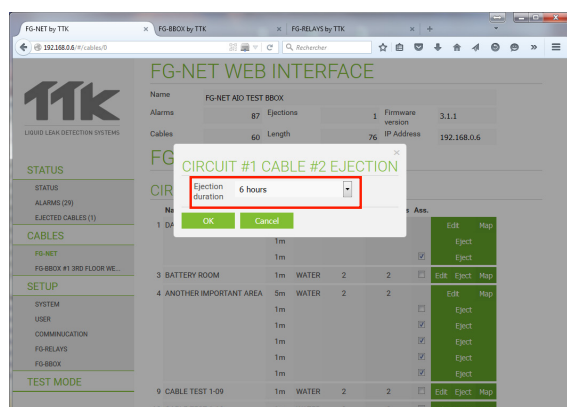 FG-NET by TTK × FG-BBOX by TTK × FG-RELAYS by TTK × +
192.168.0.6/#/cables/0 Rechercher
FG-NET WEB INTERFACE
TTK
LIQUID LEAK DETECTION SYSTEMS
Name FG-NET AIO TEST BBOX
Alarms 87 Ejections 1 Firmware version 3.1.1
Cables 60 Length 76 IP Address 192.168.0.6
FG
×
CIRCUIT #1 CABLE #2 EJECTION
Ejection duration 6 hours
OK Cancel
STATUS
STATUS
ALARMS (29)
EJECTED CABLES (1)
CABLES
FG-NET
FG-BBOX #1 3RD FLOOR WE...
SETUP
SYSTEM
USER
COMMINUCATION
FG-RELAYS
FG-BBOX
TEST MODE
CIR
Na s Ass.
1 DA Edit Map
1m Eject
1m Eject
3 BATTERY ROOM 1m WATER 2 2 Edit Eject Map
4 ANOTHER IMPORTANT AREA 5m WATER 2 2 Edit Map
1m Eject
1m Eject
1m Eject
1m Eject
1m Eject
9 CABLE TEST 1-09 1m WATER 2 2 Edit Eject Map